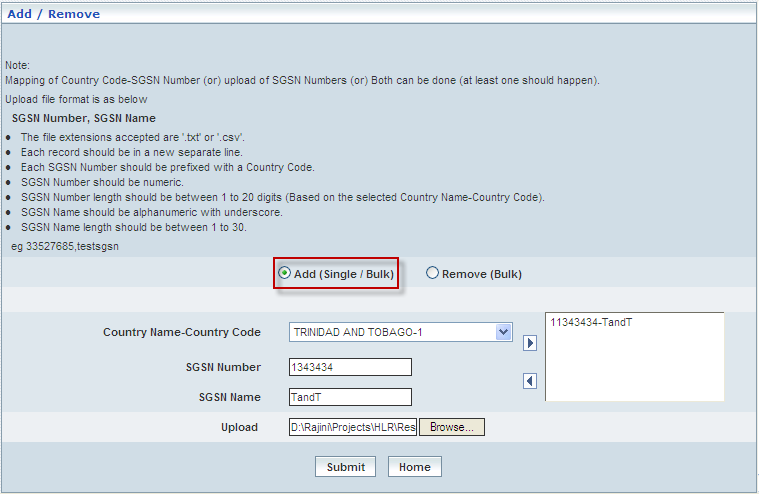 Add / Remove
Note:
Mapping of Country Code-SGSN Number (or) upload of SGSN Numbers (or) Both can be done (at least one should happen).
Upload file format is as below
SGSN Number, SGSN Name
● The file extensions accepted are '.txt' or '.csv'.
● Each record should be in a new separate line.
● Each SGSN Number should be prefixed with a Country Code.
● SGSN Number should be numeric.
● SGSN Number length should be between 1 to 20 digits (Based on the selected Country Name-Country Code).
● SGSN Name should be alphanumeric with underscore.
● SGSN Name length should be between 1 to 30.
eg 33527685,testsgsn
Add (Single / Bulk) Remove (Bulk)
Country Name-Country Code TRINIDAD AND TOBAGO-1 11343434-TandT
SGSN Number 1343434
SGSN Name TandT
Upload D:\Rajini\Projects\HLR\Res Browse...
Submit Home